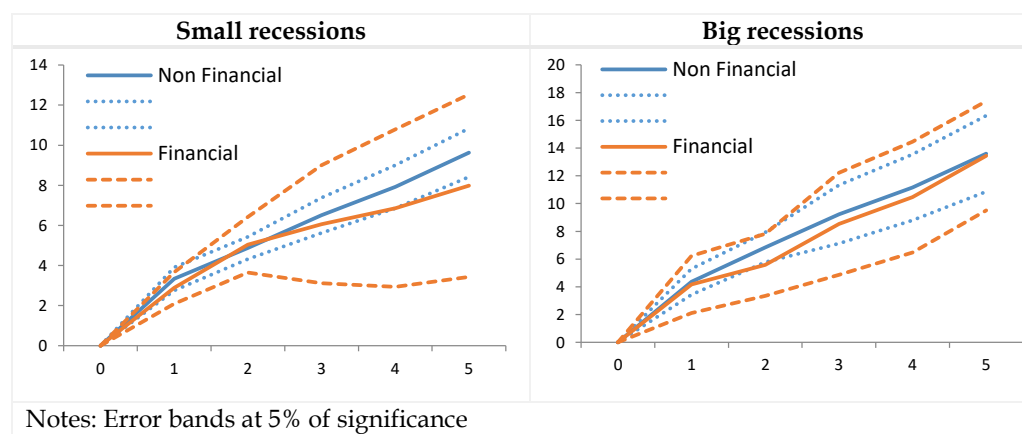 Small recessions
Big recessions
14
12
10
8
6
4
2
0
Non Financial
Financial
0 1 2 3 4 5
20
18
16
14
12
10
8
6
4
2
0
Non Financial
Financial
0 1 2 3 4 5
Notes: Error bands at 5% of significance